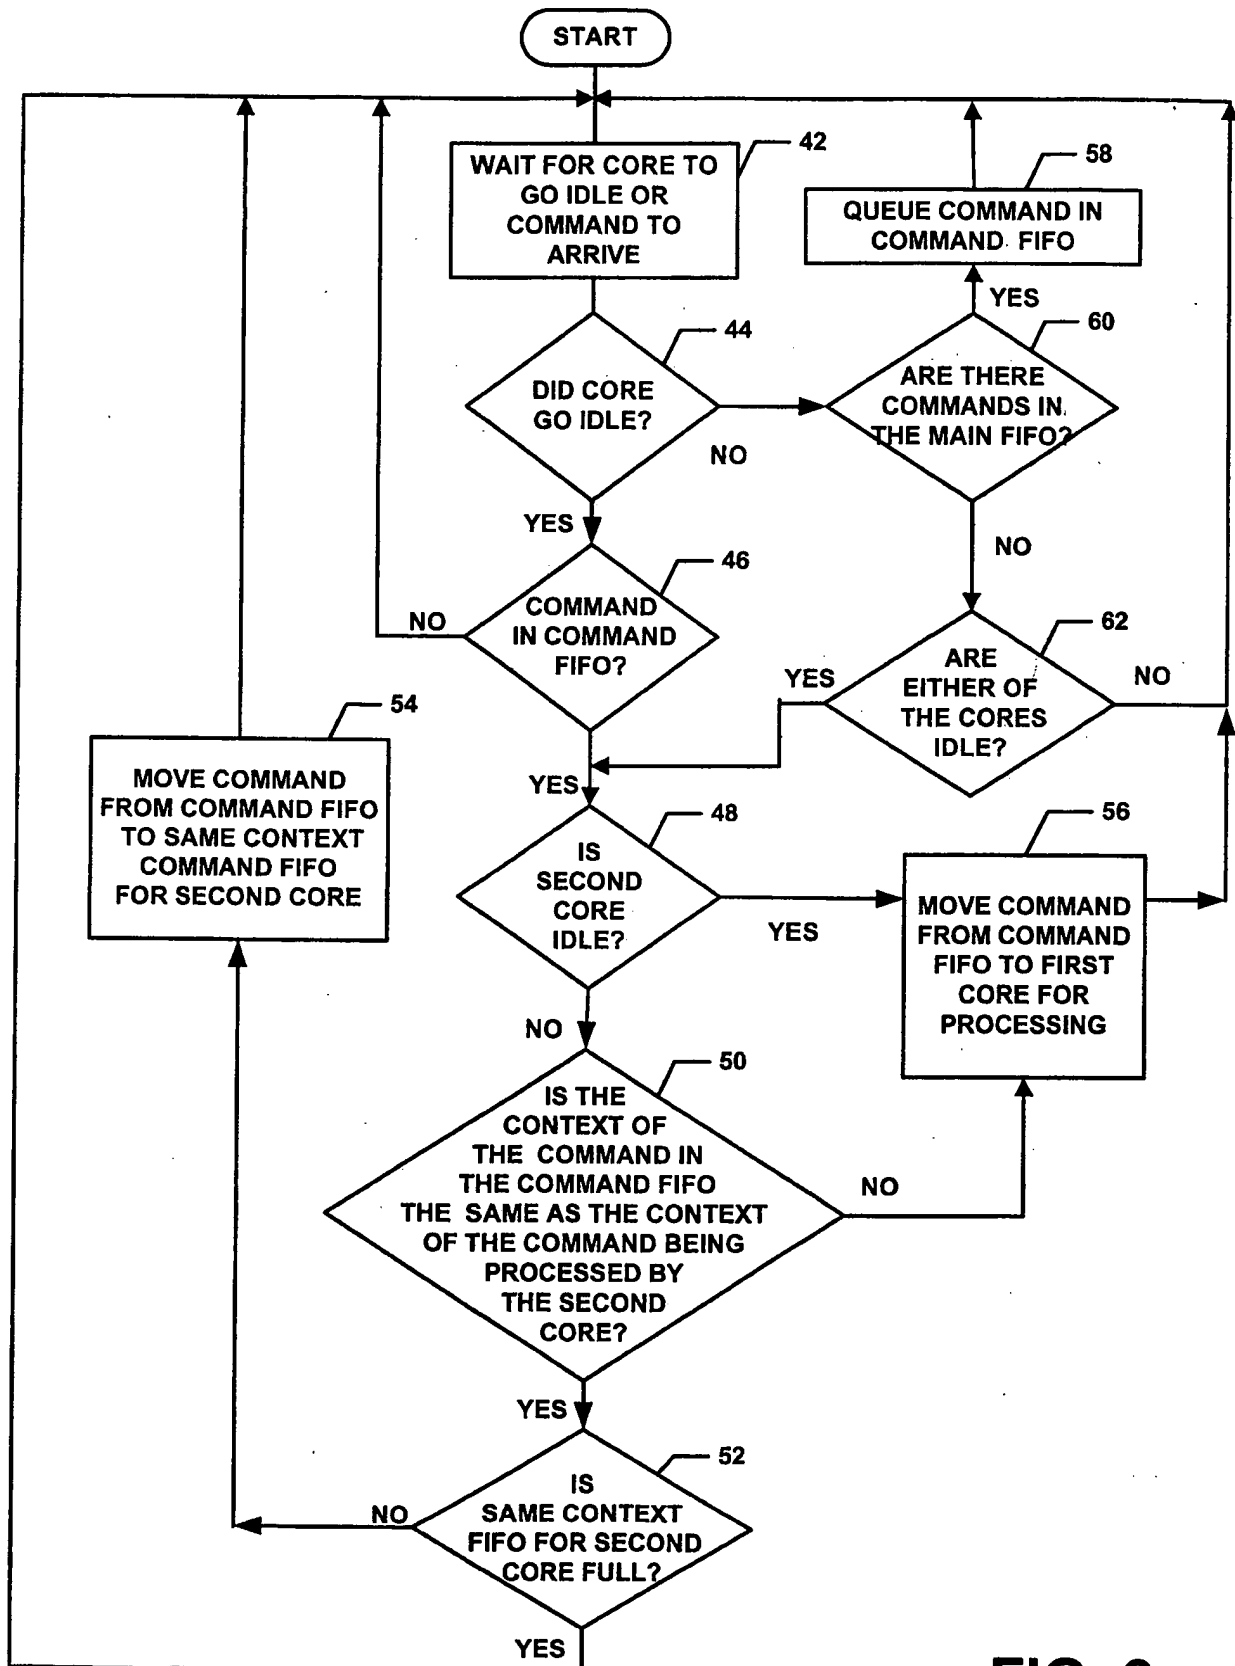 START
WAIT FOR CORE TO
GO IDLE OR
COMMAND TO
ARRIVE
42
QUEUE COMMAND IN
COMMAND FIFO
58
YES
DID CORE
GO IDLE?
44
NO
ARE THERE
COMMANDS IN
THE MAIN FIFO?
60
YES
NO
COMMAND
IN COMMAND
FIFO?
46
NO
YES
ARE
EITHER OF
THE CORES
IDLE?
62
YES
NO
MOVE COMMAND
FROM COMMAND FIFO
TO SAME CONTEXT
COMMAND FIFO
FOR SECOND CORE
54
IS
SECOND
CORE
IDLE?
48
YES
NO
MOVE COMMAND
FROM COMMAND
FIFO TO FIRST
CORE FOR
PROCESSING
56
IS THE
CONTEXT OF
THE COMMAND IN
THE COMMAND FIFO
THE SAME AS THE CONTEXT
OF THE COMMAND BEING
PROCESSED BY
THE SECOND
CORE?
50
NO
YES
IS
SAME CONTEXT
FIFO FOR SECOND
CORE FULL?
52
NO
YES